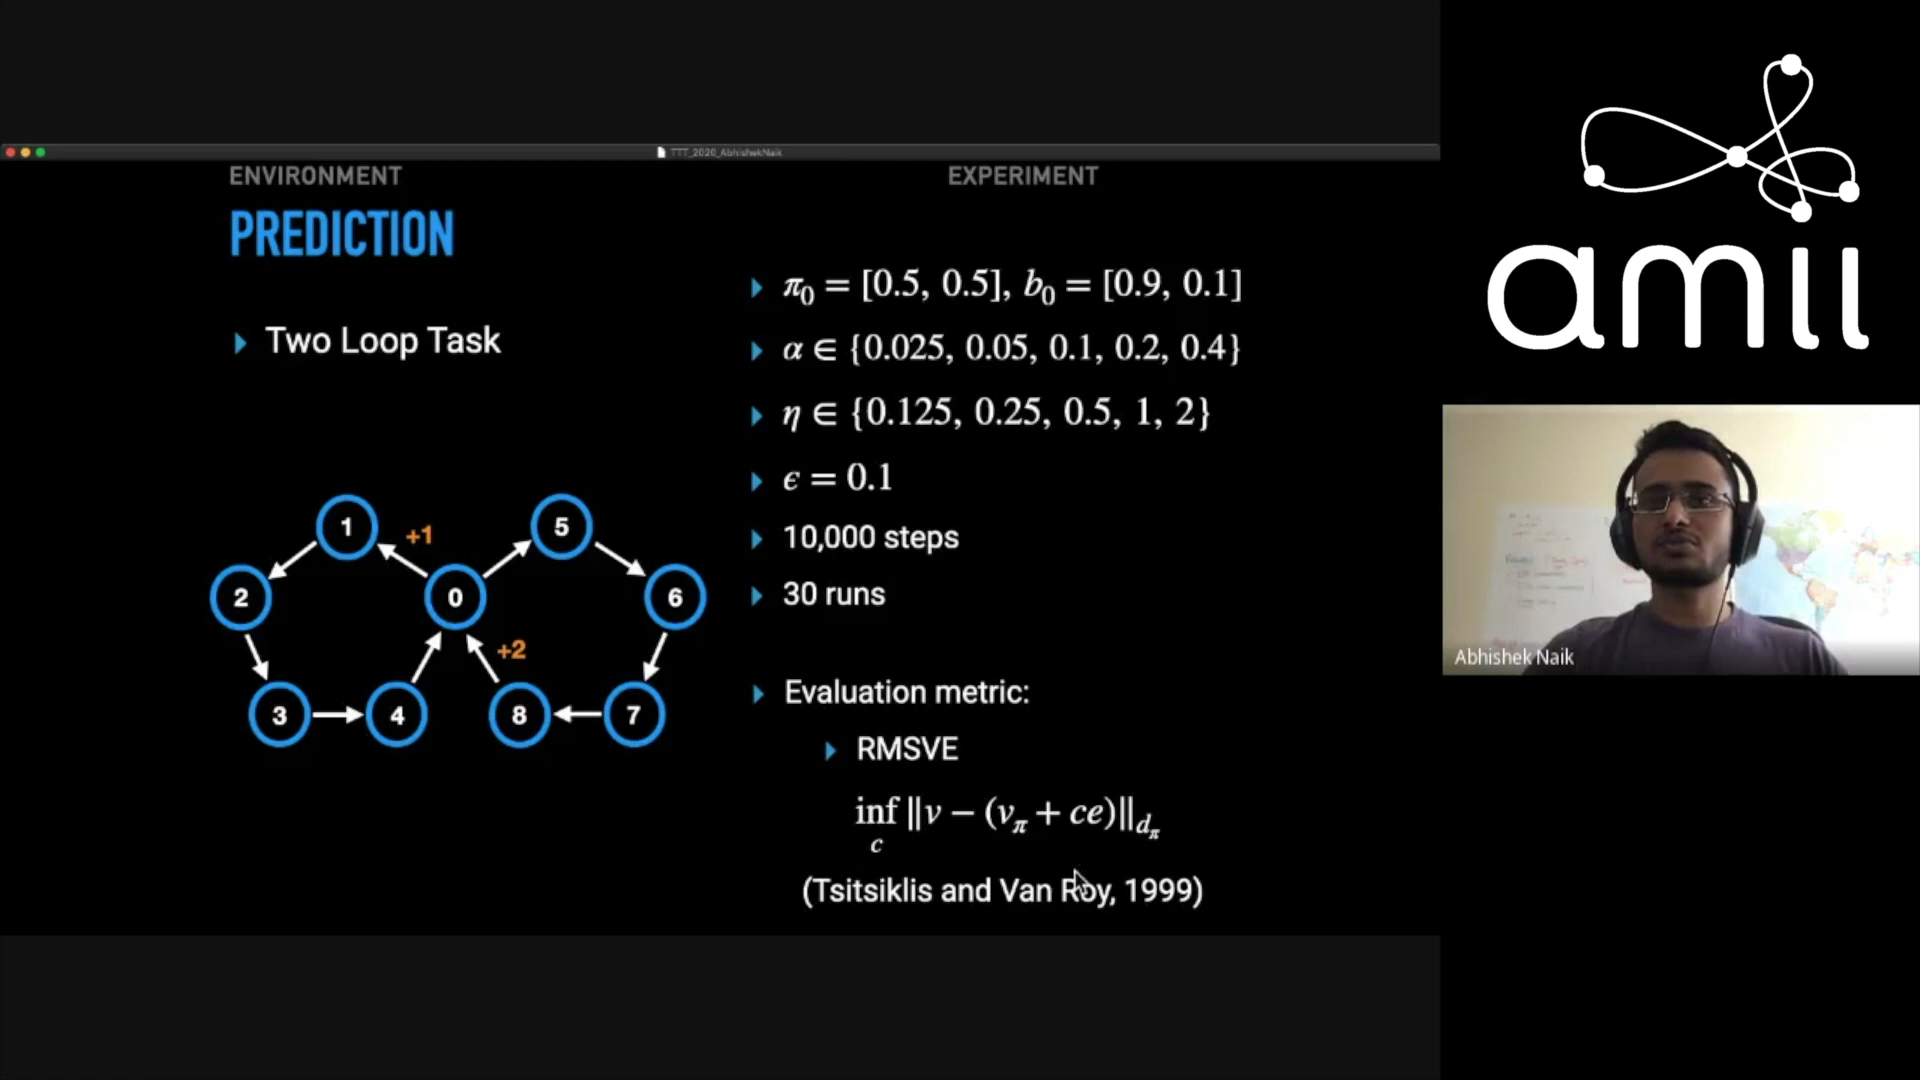 TTT_2020_AbhishekNaik
ENVIRONMENT
EXPERIMENT
PREDICTION
Two Loop Task
1
+1
5
2
0
6
+2
3
4
8
7
π₀ = [0.5, 0.5], b₀ = [0.9, 0.1]
α ∈ {0.025, 0.05, 0.1, 0.2, 0.4}
η ∈ {0.125, 0.25, 0.5, 1, 2}
ϵ = 0.1
10,000 steps
30 runs
Evaluation metric:
RMSVE
inf ‖v − (v_π + ce)‖_{d_π}
c
(Tsitsiklis and Van Roy, 1999)
amii
Abhishek Naik